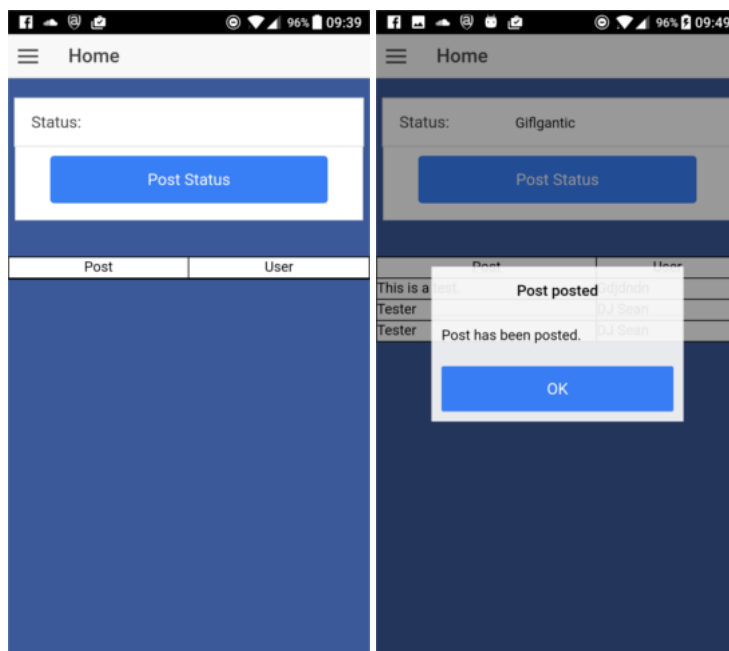 96% 09:39
Home
Status:
Post Status
Post User
96% 09:49
Home
Status: Giflgantic
Post Status
Post User
This is a test. Gdjdndn
Tester DJ Sean
Tester DJ Sean
Post posted
Post has been posted.
OK